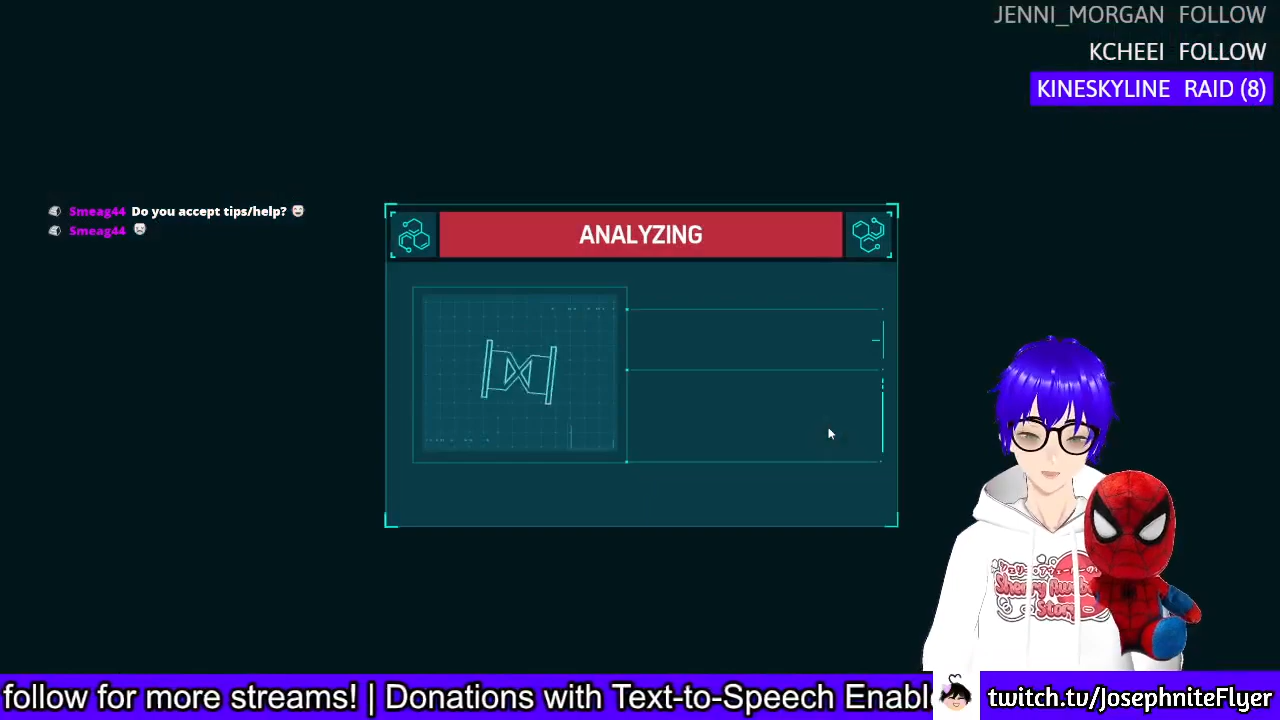 JENNI_MORGAN FOLLOW
KCHEEI FOLLOW
KINESKYLINE RAID (8)
Smeag44 Do you accept tips/help?
Smeag44
ANALYZING
follow for more streams! | Donations with Text-to-Speech Enable
twitch.tv/JosephniteFlyer